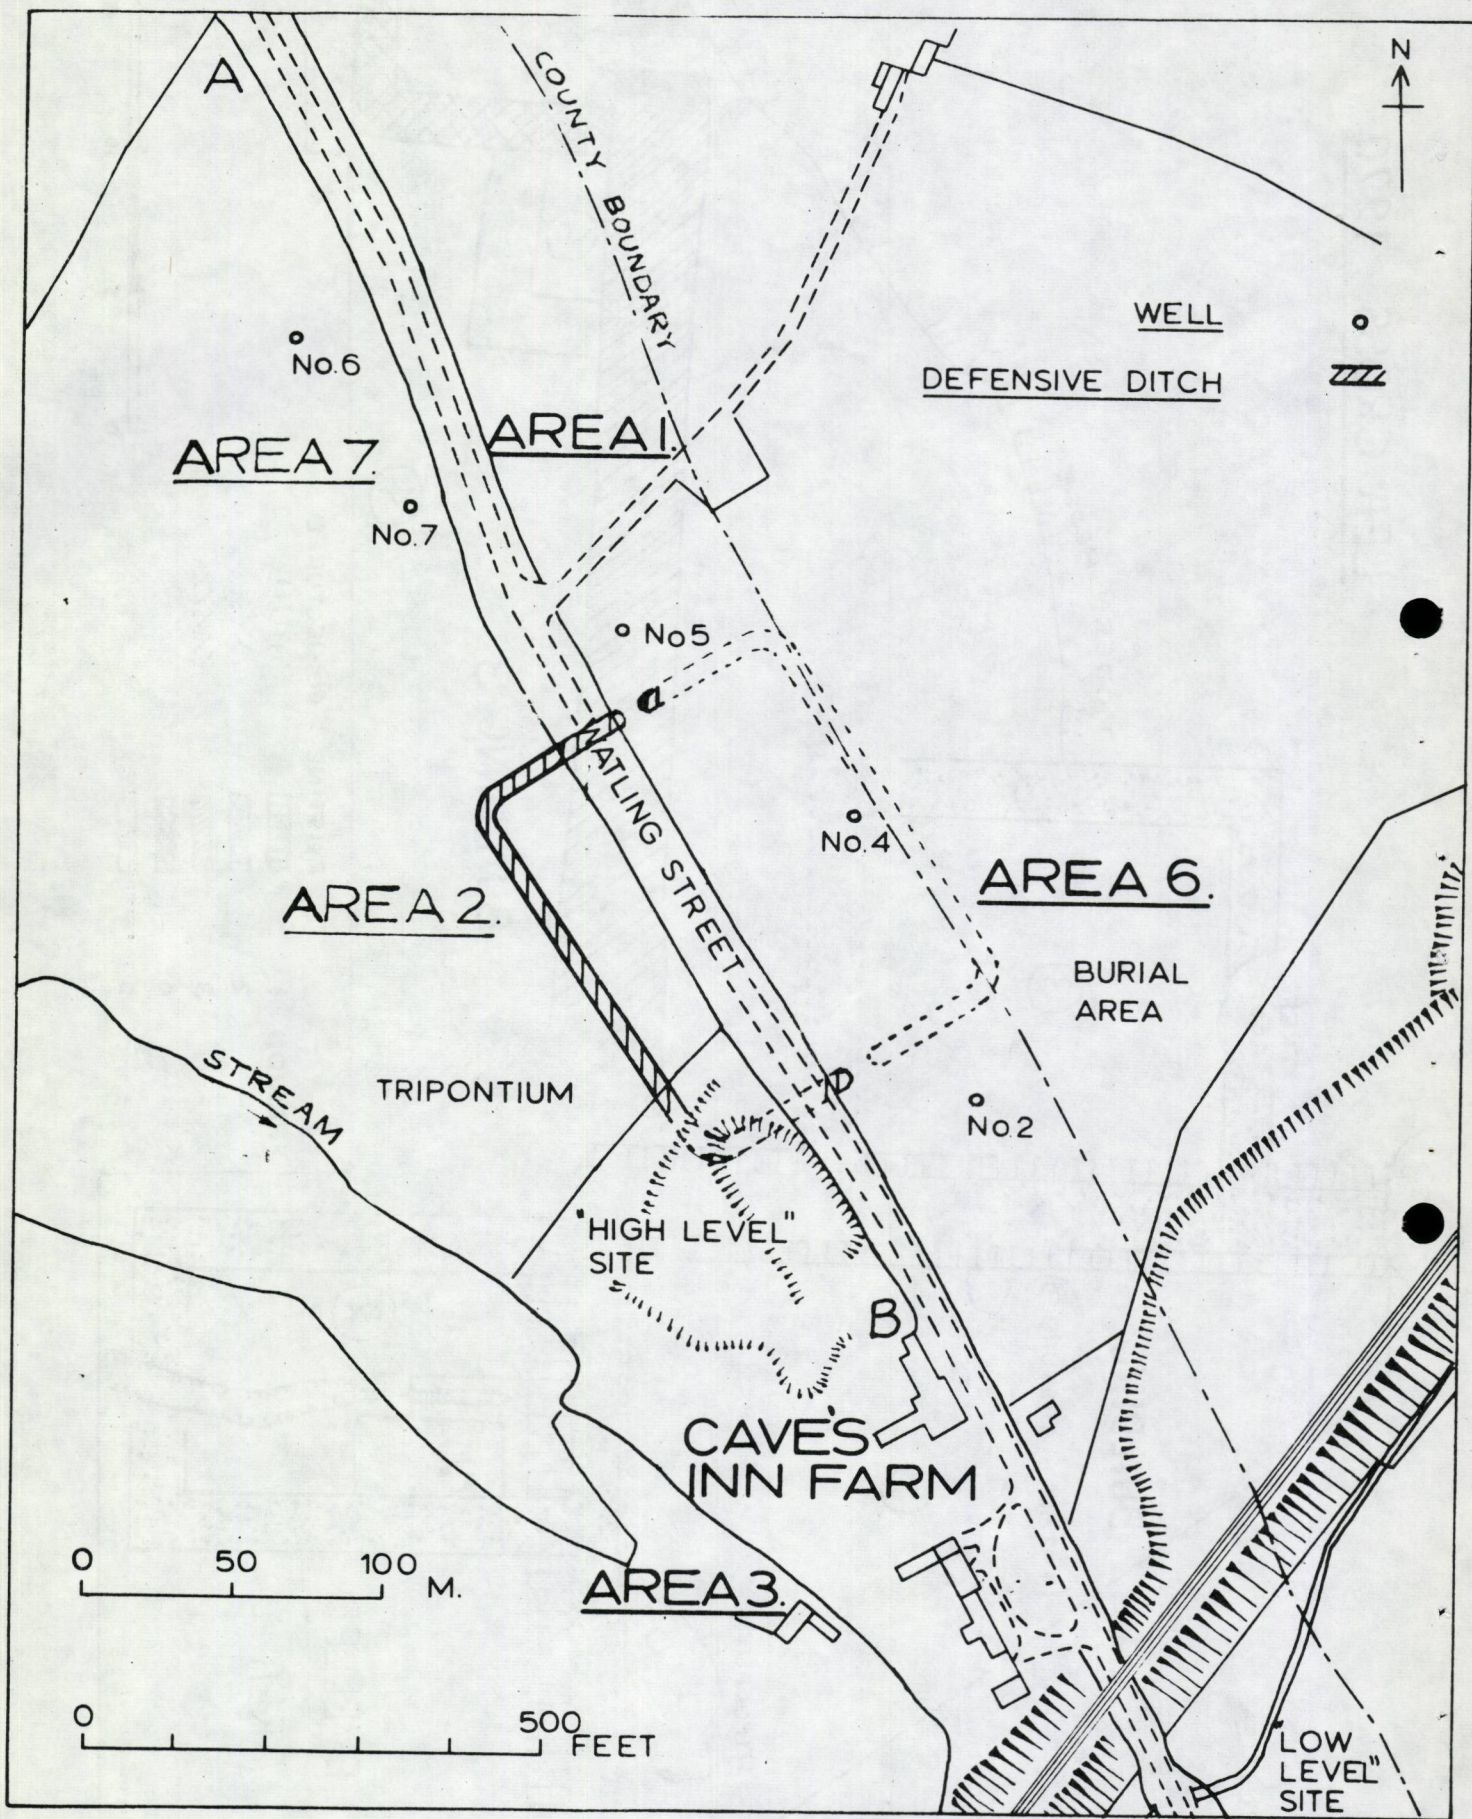 A
COUNTY BOUNDARY
N
WELL
DEFENSIVE DITCH
No.6
AREA 7.
AREA 1.
No.7
No5
WATLING STREET
No.4
AREA 6.
AREA 2.
BURIAL
AREA
STREAM
TRIPONTIUM
No.2
"HIGH LEVEL"
SITE
B
CAVE'S
INN FARM
0 50 100 M.
AREA 3.
0 500 FEET
"LOW
LEVEL"
SITE